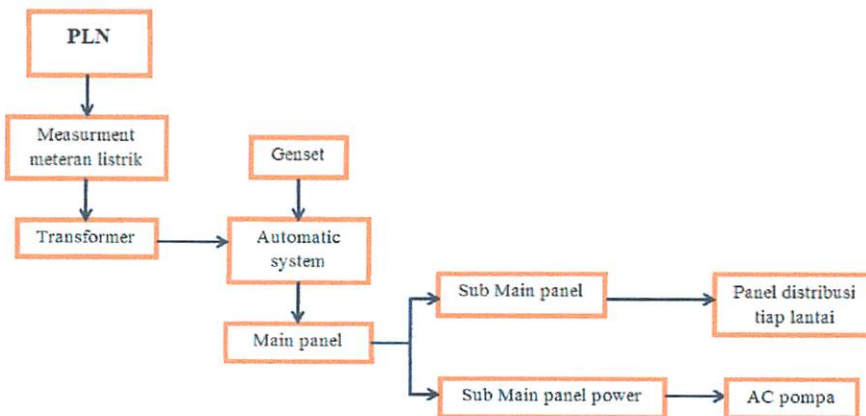 PLN
Measurment
meteran listrik
Genset
Transformer
Automatic
system
Main panel
Sub Main panel
Panel distribusi
tiap lantai
Sub Main panel power
AC pompa